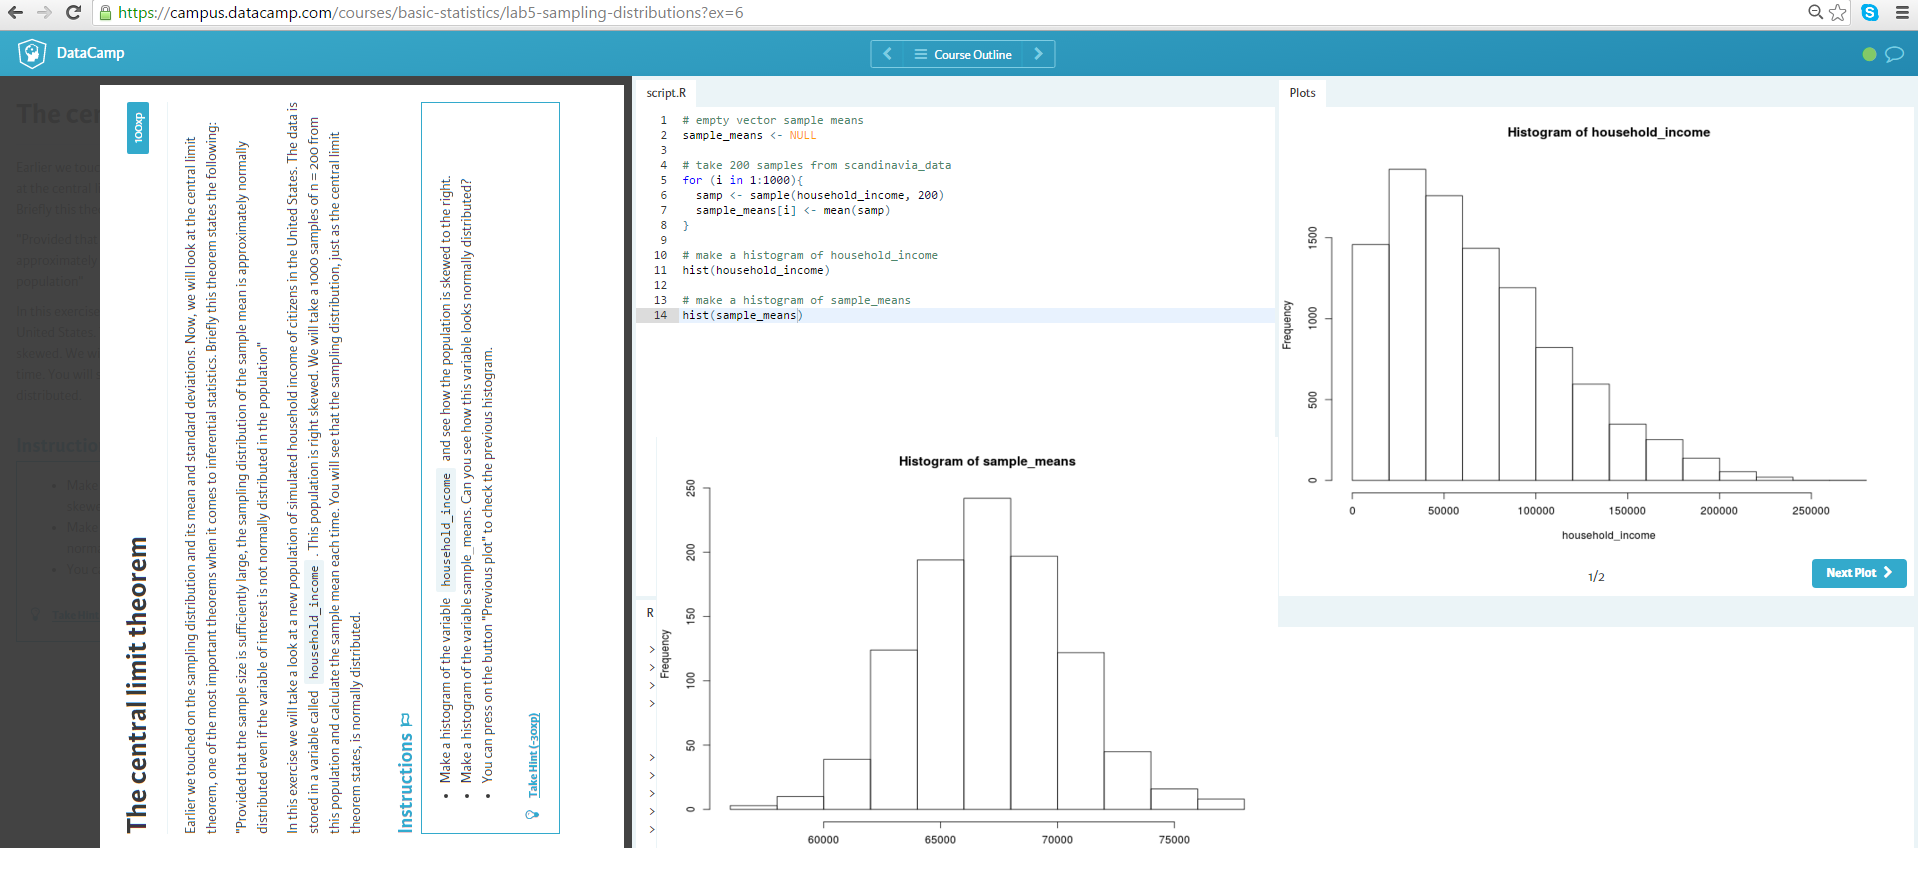 https://campus.datacamp.com/courses/basic-statistics/lab5-sampling-distributions?ex=6
DataCamp
Course Outline
The central limit theorem
100xp
Earlier we touched on the sampling distribution and its mean and standard deviations. Now, we will look at the central limit
theorem, one of the most important theorems when it comes to inferential statistics. Briefly this theorem states the following:
"Provided that the sample size is sufficiently large, the sampling distribution of the sample mean is approximately normally
distributed even if the variable of interest is not normally distributed in the population"
In this exercise we will take a look at a new population of simulated household income of citizens in the United States. The data is
stored in a variable called household_income . This population is right skewed. We will take a 1000 samples of n = 200 from
this population and calculate the sample mean each time. You will see that the sampling distribution, just as the central limit
theorem states, is normally distributed.
Instructions
• Make a histogram of the variable household_income and see how the population is skewed to the right.
• Make a histogram of the variable sample_means. Can you see how this variable looks normally distributed?
• You can press on the button "Previous plot" to check the previous histogram.
Take Hint (-30xp)
script.R
1 # empty vector sample means
2 sample_means <- NULL
3
4 # take 200 samples from scandinavia_data
5 for (i in 1:1000){
6 samp <- sample(household_income, 200)
7 sample_means[i] <- mean(samp)
8 }
9
10 # make a histogram of household_income
11 hist(household_income)
12
13 # make a histogram of sample_means
14 hist(sample_means)
R
>
>
>
>
>
>
>
>
>
Histogram of sample_means
Frequency
250
200
150
100
50
0
60000 65000 70000 75000
Plots
Histogram of household_income
Frequency
1500
1000
500
0
0 50000 100000 150000 200000 250000
household_income
1/2
Next Plot